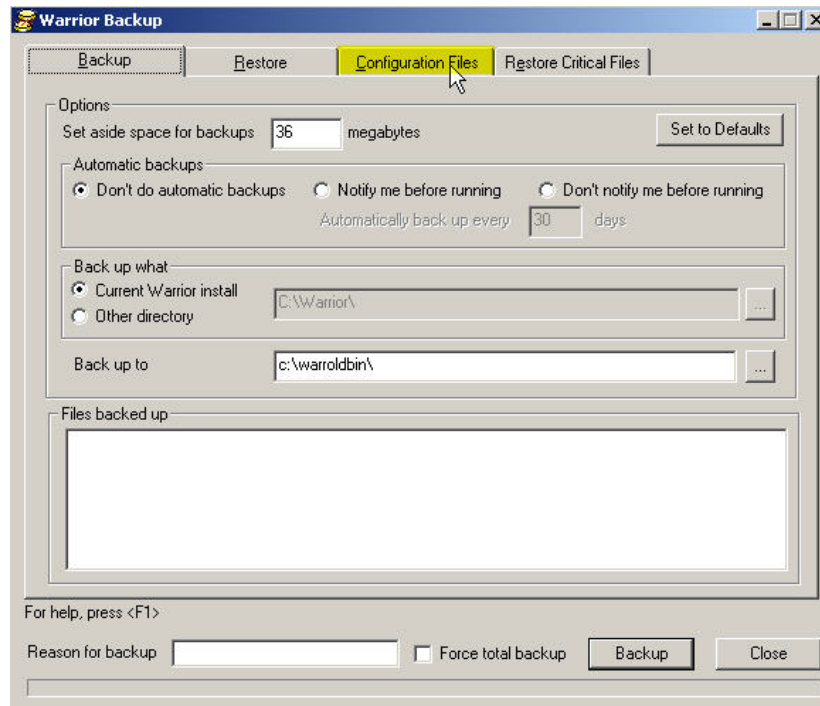 Warrior Backup
Backup Restore Configuration Files Restore Critical Files
Options
Set aside space for backups 36 megabytes Set to Defaults
Automatic backups
Don't do automatic backups Notify me before running Don't notify me before running
Automatically back up every 30 days
Back up what
Current Warrior install C:\Warrior\ ...
Other directory
Back up to c:\warroldbin\ ...
Files backed up
For help, press <F1>
Reason for backup Force total backup Backup Close